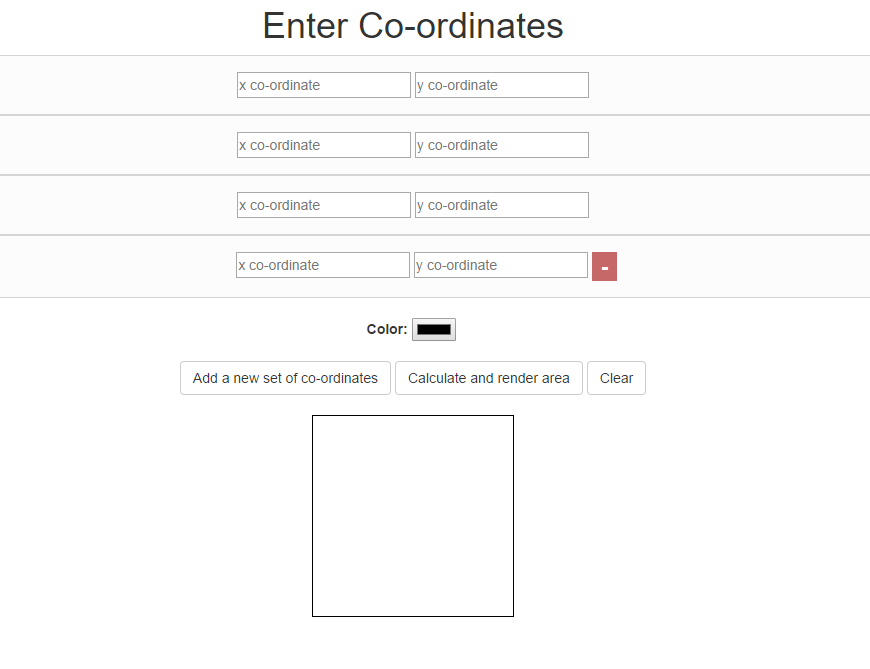 Enter Co-ordinates
x co-ordinate y co-ordinate
x co-ordinate y co-ordinate
x co-ordinate y co-ordinate
x co-ordinate y co-ordinate -
Color:
Add a new set of co-ordinates Calculate and render area Clear